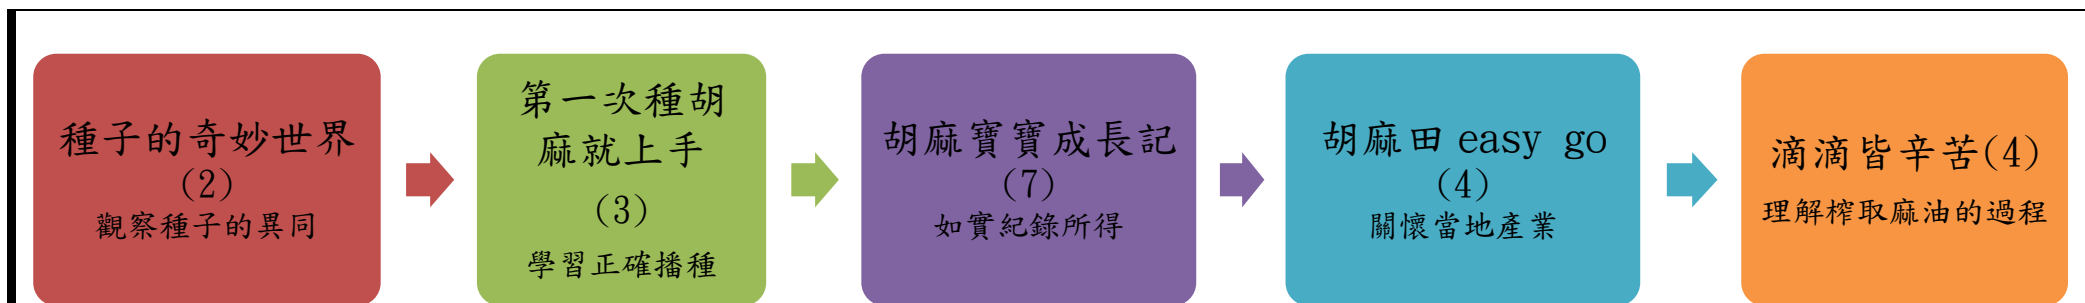 種子的奇妙世界
(2)
觀察種子的異同
第一次種胡
麻就上手
(3)
學習正確播種
胡麻寶寶成長記
(7)
如實紀錄所得
胡麻田 easy go
(4)
關懷當地產業
滴滴皆辛苦(4)
理解榨取麻油的過程